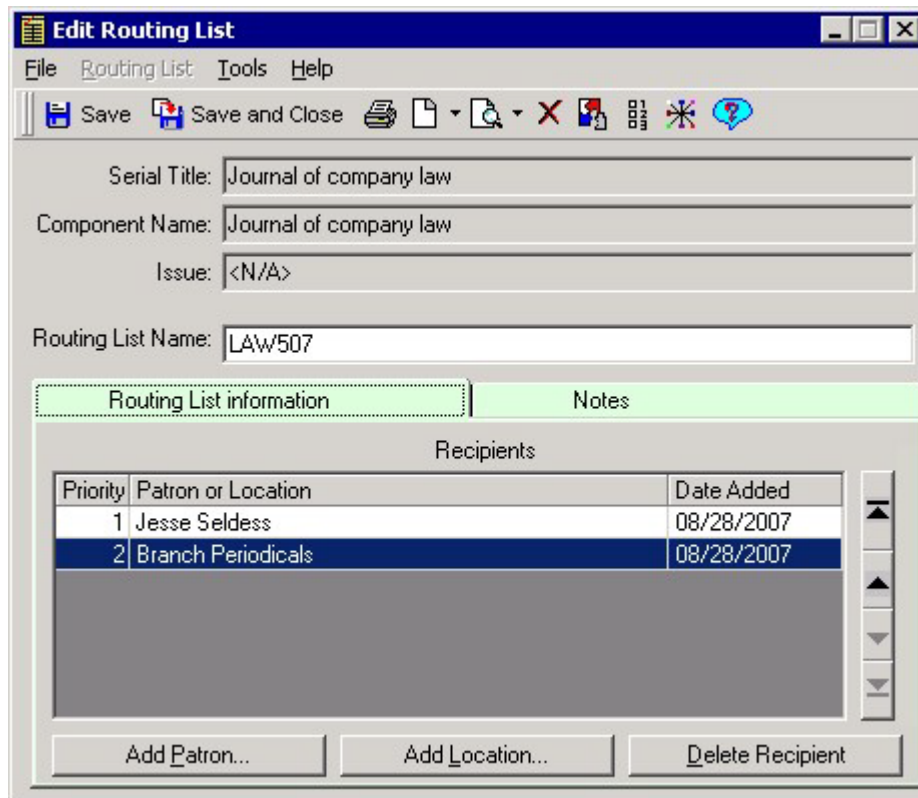 Edit Routing List
File Routing List Tools Help
Save Save and Close
Serial Title: Journal of company law
Component Name: Journal of company law
Issue: <N/A>
Routing List Name: LAW507
Routing List information Notes
Recipients
Priority Patron or Location Date Added
1 Jesse Seldess 08/28/2007
2 Branch Periodicals 08/28/2007
Add Patron... Add Location... Delete Recipient